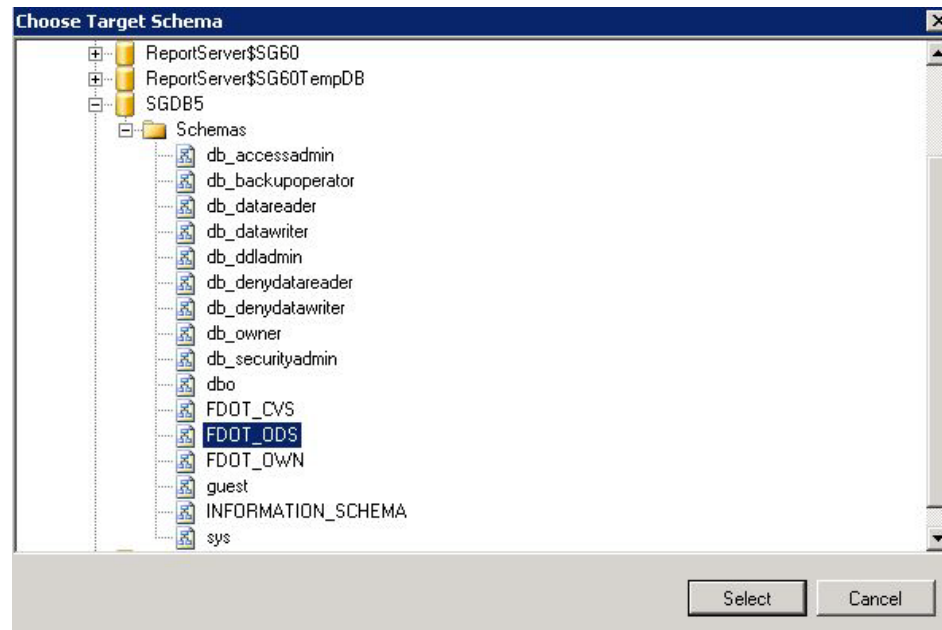 Choose Target Schema
ReportServer$SG60
ReportServer$SG60TempDB
SGDB5
Schemas
db_accessadmin
db_backupoperator
db_datareader
db_datawriter
db_ddladmin
db_denydatareader
db_denydatawriter
db_owner
db_securityadmin
dbo
FDOT_CVS
FDOT_ODS
FDOT_OWN
guest
INFORMATION_SCHEMA
sys
Select Cancel